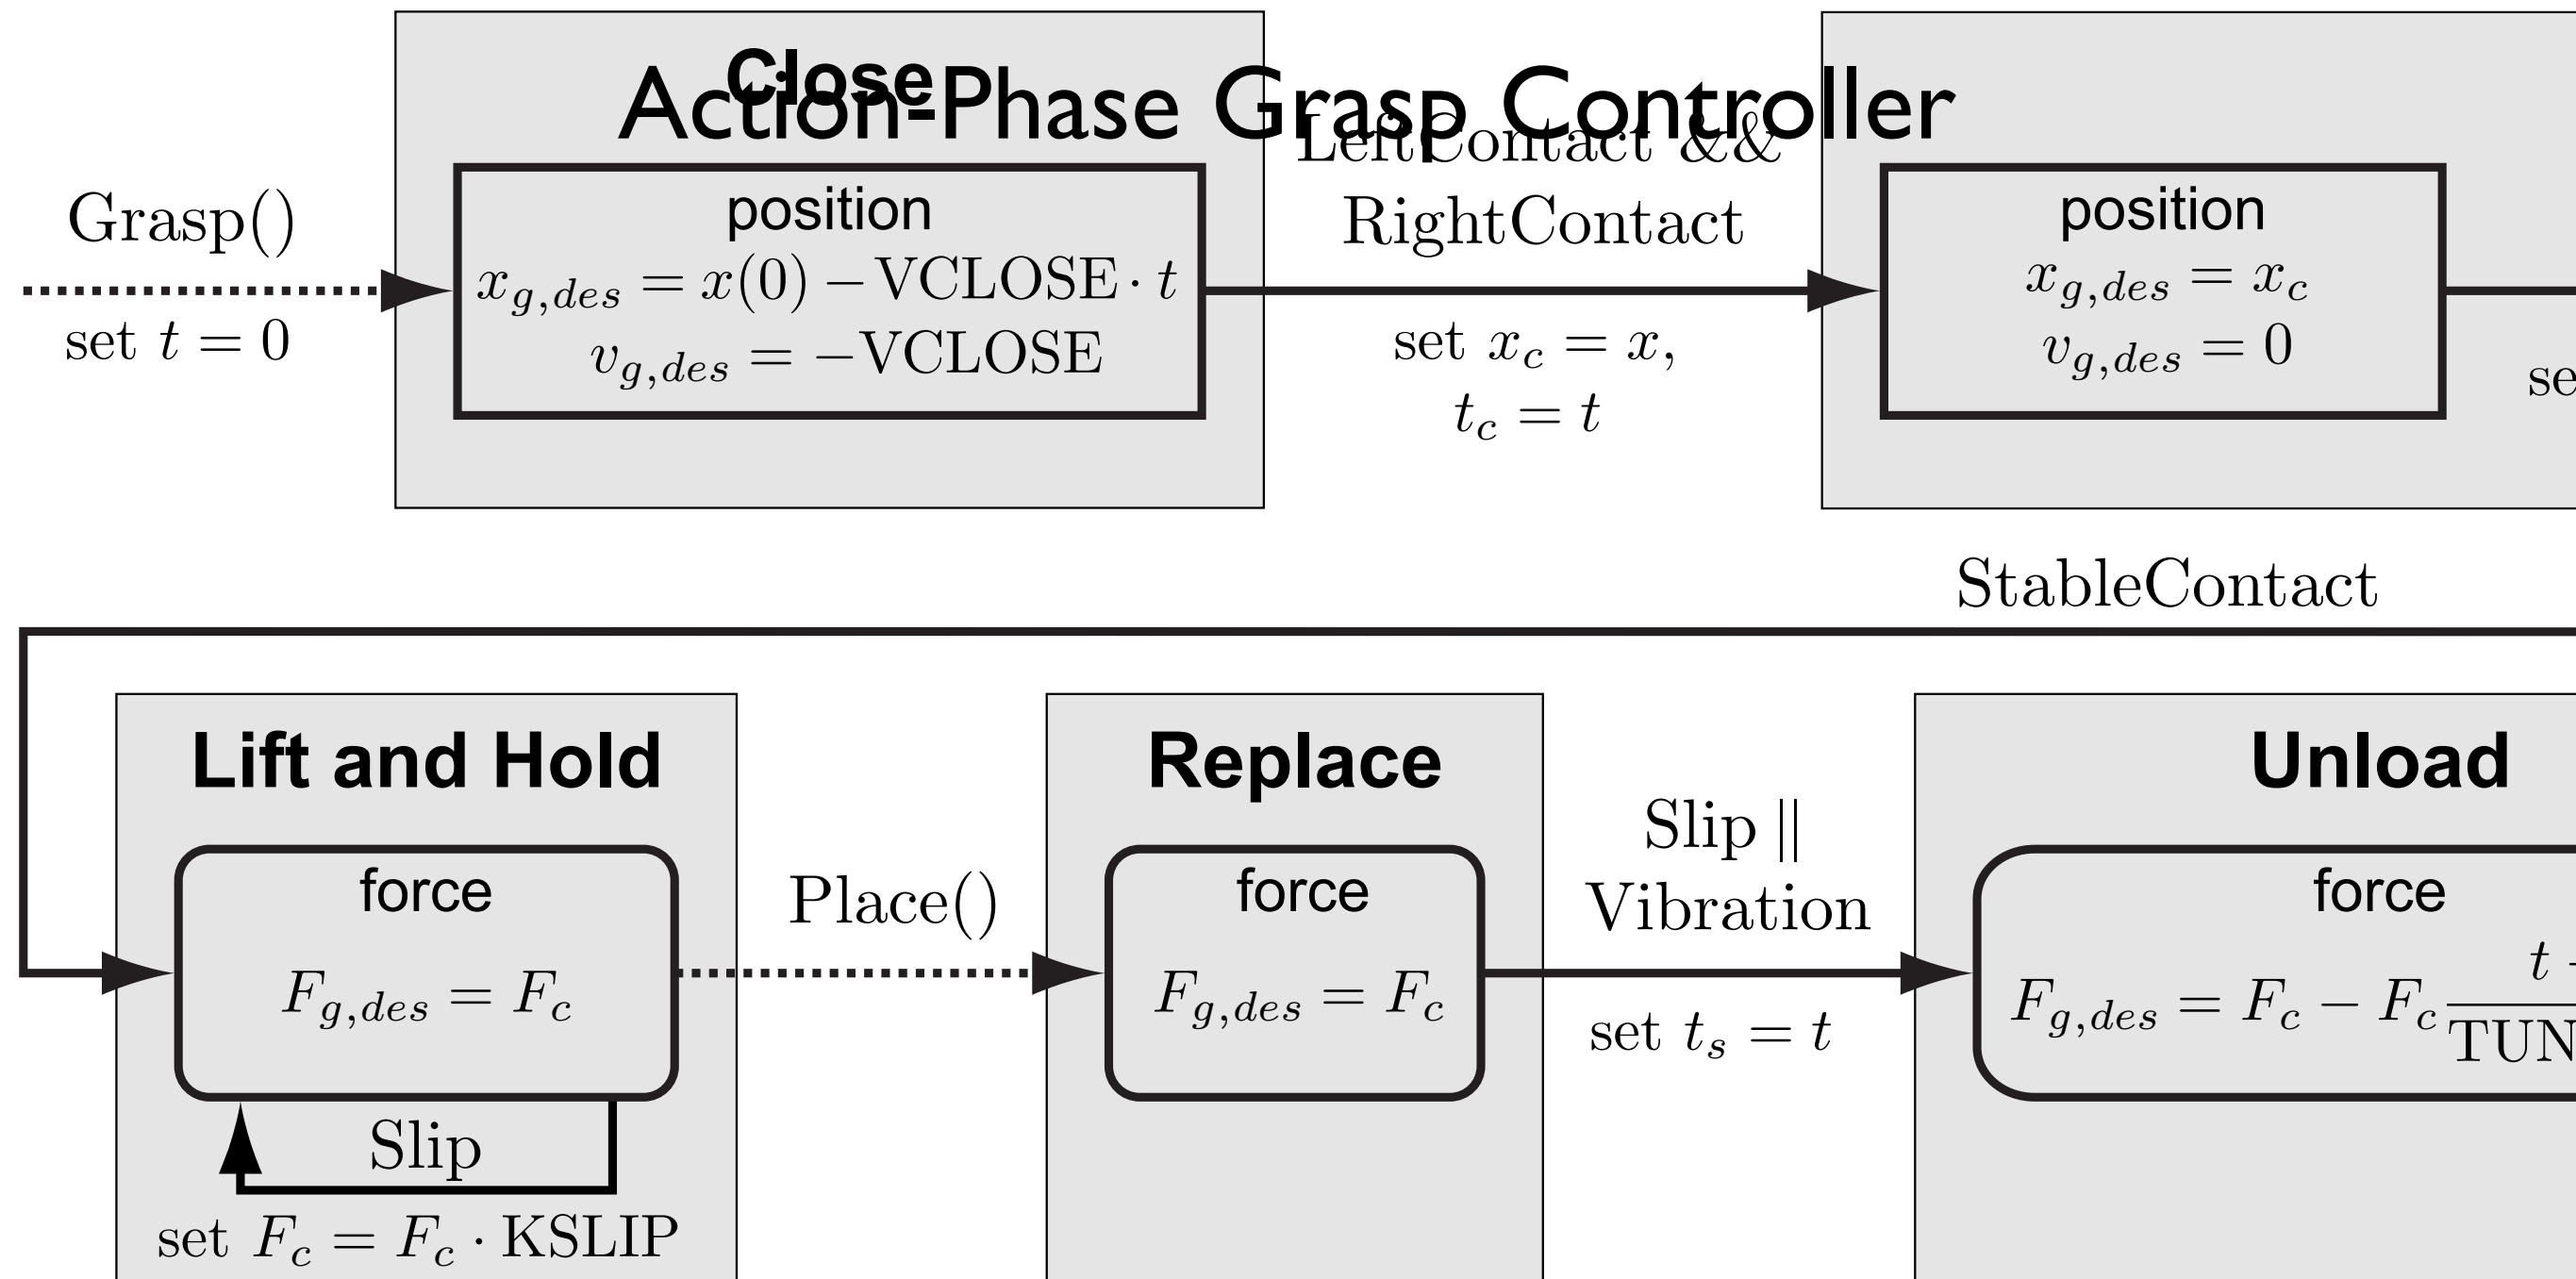 Action-Phase Grasp Controller
Close
Grasp()
set t = 0
position
x_{g,des} = x(0) − VCLOSE · t
v_{g,des} = −VCLOSE
LeftContact &&
RightContact
set x_c = x,
t_c = t
position
x_{g,des} = x_c
v_{g,des} = 0
StableContact
Lift and Hold
force
F_{g,des} = F_c
Slip
set F_c = F_c · KSLIP
Place()
Replace
force
F_{g,des} = F_c
Slip ||
Vibration
set t_s = t
Unload
force
F_{g,des} = F_c − F_c t